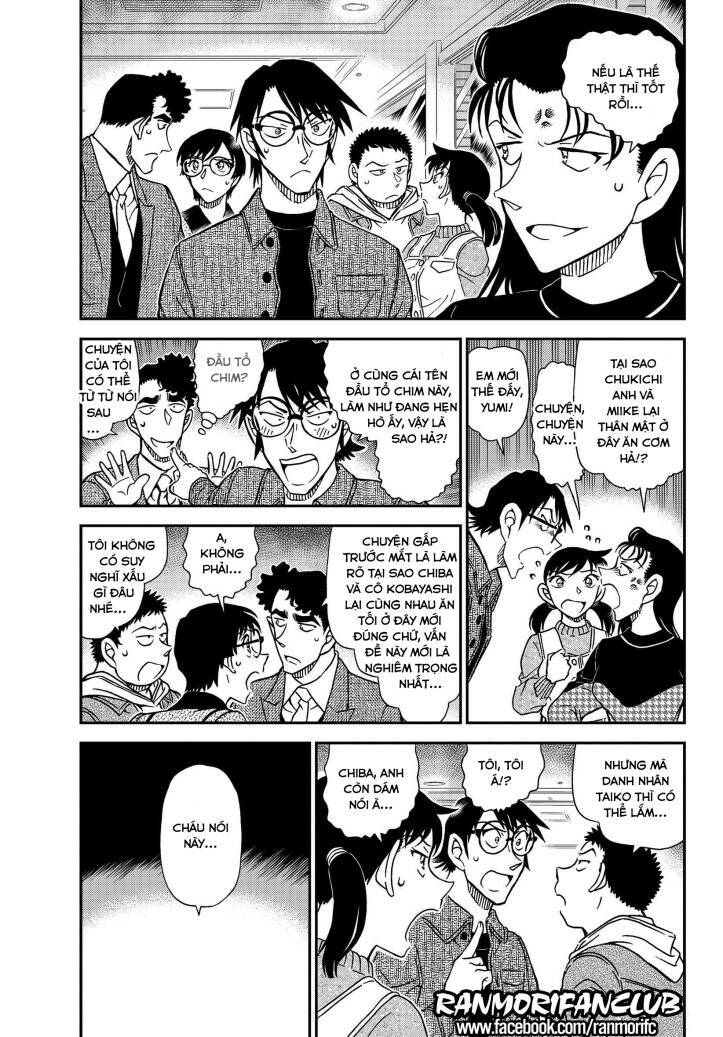 NẾU LÀ THẾ
THẬT THÌ TỐT
RỒI...
TẠI SAO
CHUKICHI
ANH VÀ
MIIKE LẠI
THÂN MẬT Ở
ĐÂY ĂN CƠM
HẢ?!
CHUYỆN,
CHUYỆN
NÀY...!
EM MỚI
THẾ ĐẤY,
YUMI!
Ở CŨNG CÁI TÊN
ĐẦU TỔ CHIM NÀY,
LÀM NHƯ ĐANG HẸN
HÒ ẤY, VẬY LÀ
SAO HẢ?!
ĐẦU TỔ
CHIM?
CHUYỆN
CỦA TÔI
CÓ THỂ
TỪ TỪ NÓI
SAU
...
CHUYỆN GẤP
TRƯỚC MẮT LÀ LÀM
RÕ TẠI SAO CHIBA
VÀ CÔ KOBAYASHI
LẠI CÙNG NHAU ĂN
TỐI Ở ĐÂY MỚI
ĐÚNG CHỨ, VẤN
ĐỀ NÀY MỚI LÀ
NGHIÊM TRỌNG
NHẤT...
A,
KHÔNG
PHẢI...
TÔI KHÔNG
CÓ SUY
NGHĨ XẤU
GÌ ĐÂU
NHÉ...
NHƯNG MÀ
DANH NHÂN
TAIKO THÌ CÓ
THỂ LẮM...
TÔI, TÔI
Á!?
CHIBA, ANH
CÒN DÁM
NÓI À...
CHÁU NÓI
NÀY...
RANMORIFANCLUB
www.facebook.com/ranmorifc